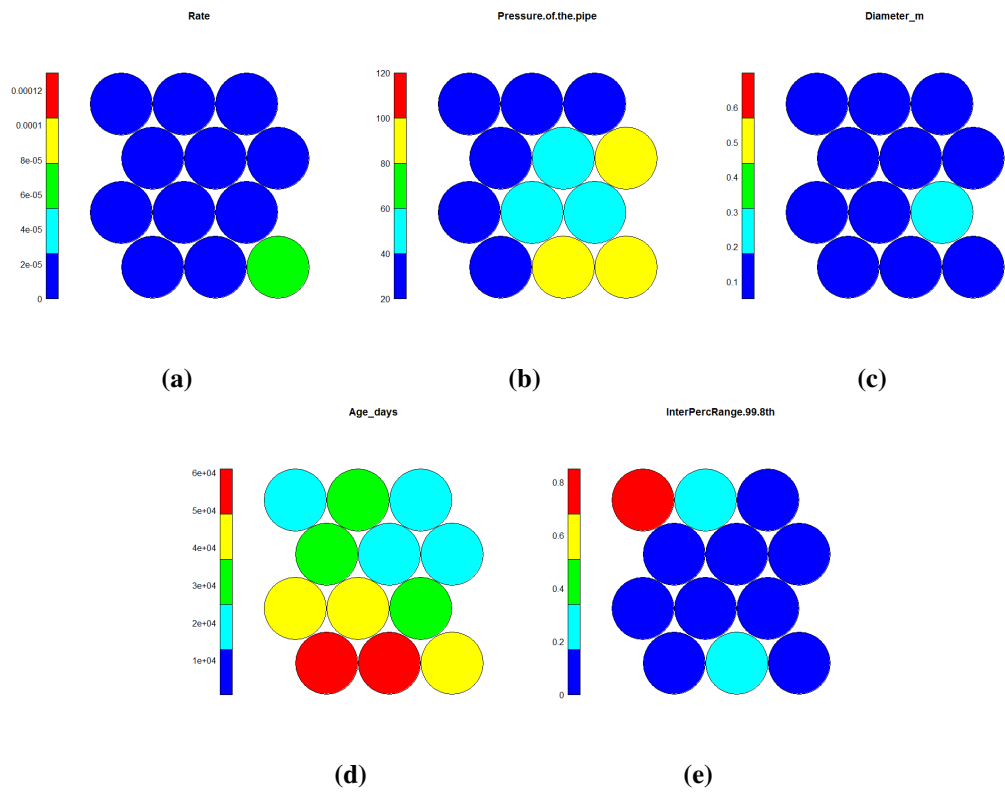 Rate
0.00012
0.0001
8e-05
6e-05
4e-05
2e-05
0
(a)
Pressure.of.the.pipe
120
100
80
60
40
20
(b)
Diameter_m
0.6
0.5
0.4
0.3
0.2
0.1
(c)
Age_days
6e+04
5e+04
4e+04
3e+04
2e+04
1e+04
(d)
InterPercRange.99.8th
0.8
0.6
0.4
0.2
0
(e)